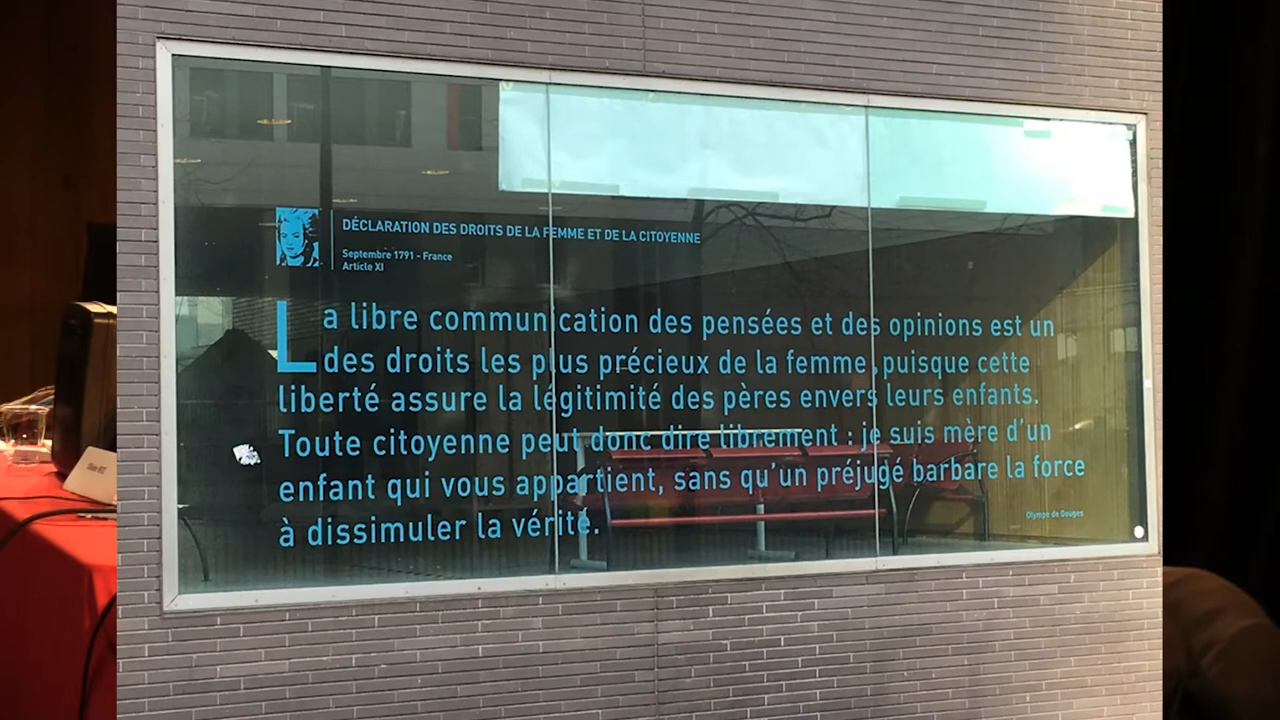 DÉCLARATION DES DROITS DE LA FEMME ET DE LA CITOYENNE
Septembre 1791 - France
Article XI
La libre communication des pensées et des opinions est un
des droits les plus précieux de la femme, puisque cette
liberté assure la légitimité des pères envers leurs enfants.
Toute citoyenne peut donc dire librement : je suis mère d'un
enfant qui vous appartient, sans qu'un préjugé barbare la force
à dissimuler la vérité.
Olympe de Gouges